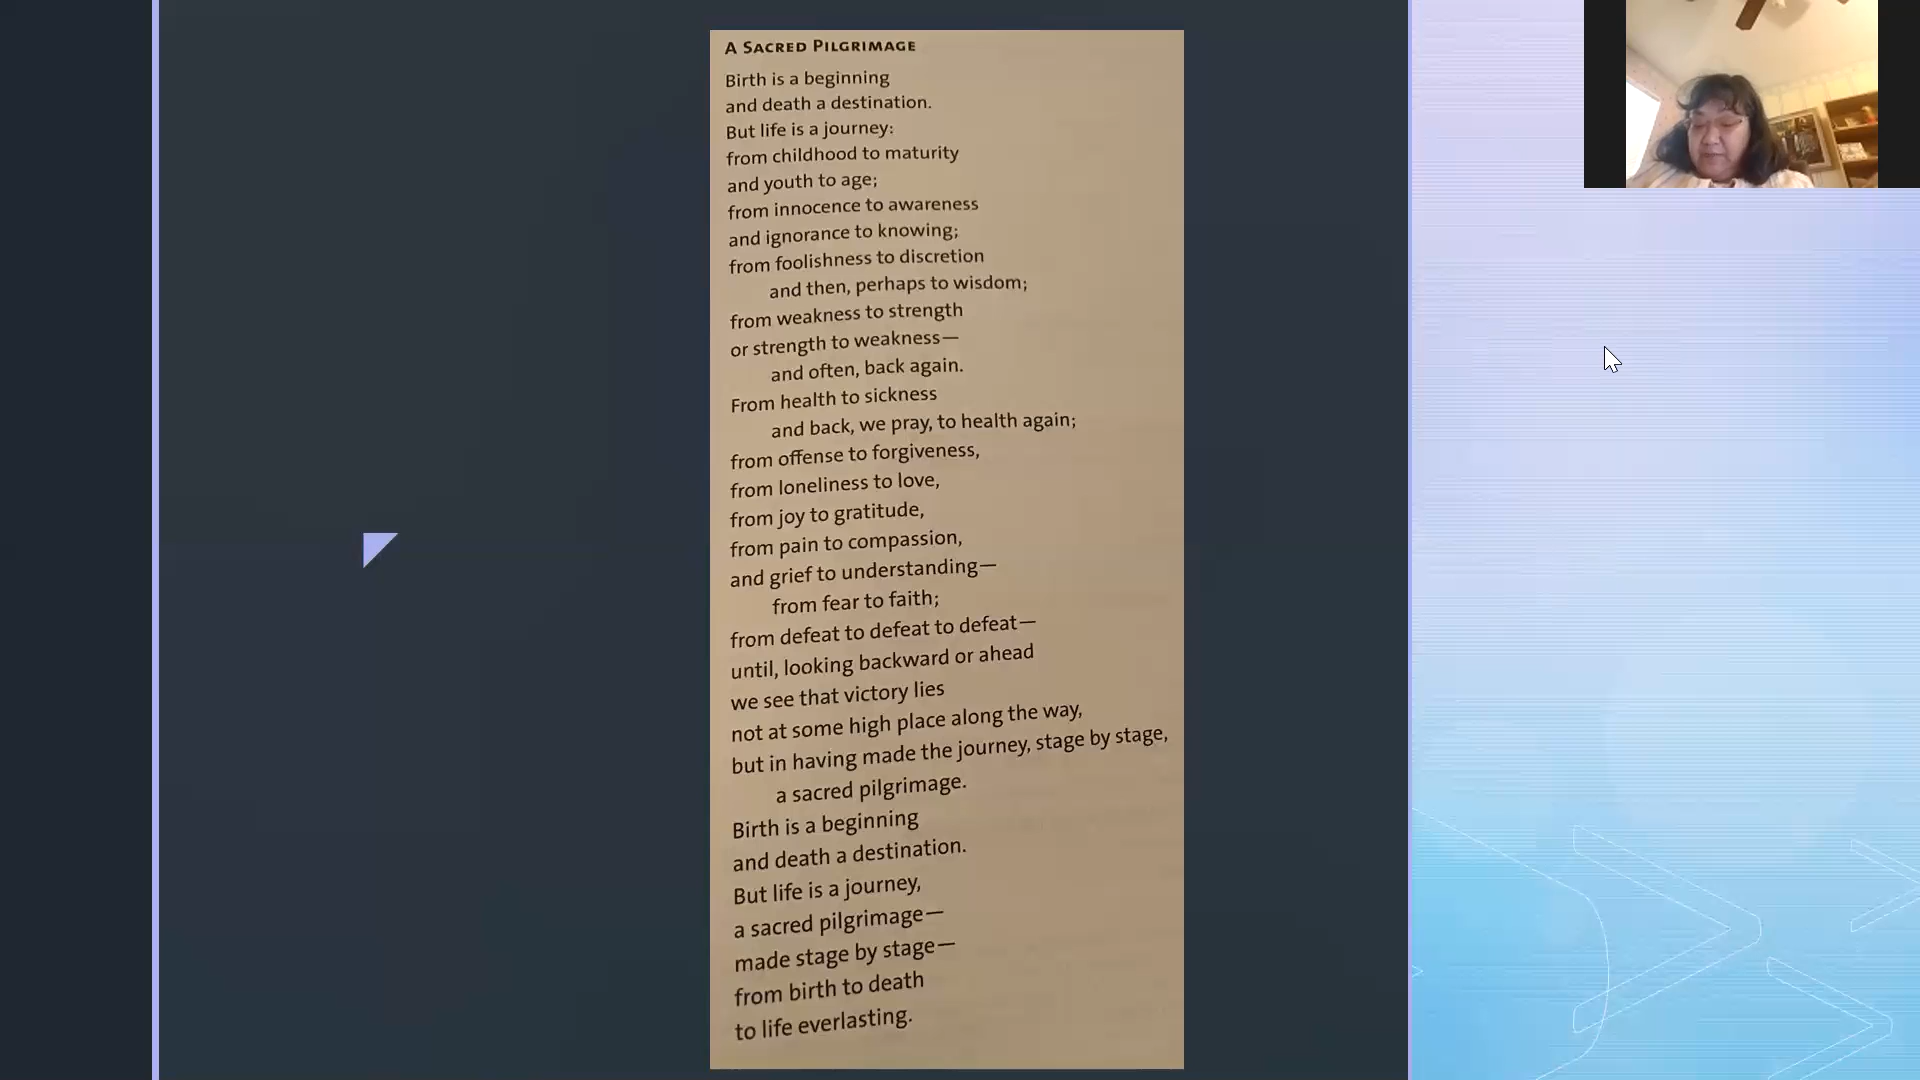 A SACRED PILGRIMAGE
Birth is a beginning
and death a destination.
But life is a journey:
from childhood to maturity
and youth to age;
from innocence to awareness
and ignorance to knowing;
from foolishness to discretion
and then, perhaps to wisdom;
from weakness to strength
or strength to weakness—
and often, back again.
From health to sickness
and back, we pray, to health again;
from offense to forgiveness,
from loneliness to love,
from joy to gratitude,
from pain to compassion,
and grief to understanding—
from fear to faith;
from defeat to defeat to defeat—
until, looking backward or ahead
we see that victory lies
not at some high place along the way,
but in having made the journey, stage by stage,
a sacred pilgrimage.
Birth is a beginning
and death a destination.
But life is a journey,
a sacred pilgrimage—
made stage by stage—
from birth to death
to life everlasting.